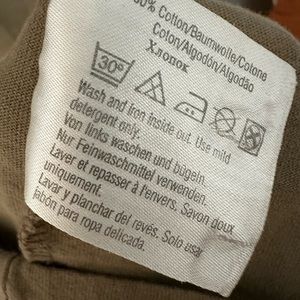 % Cotton/Baumwolle/Cotone
Coton/Algodón/Algodão
Хлопок
30°
Wash and Iron inside out. Use mild
detergent only.
Von links waschen und bügeln.
Nur Feinwaschmittel verwenden.
Laver et repasser à l'envers. Savon doux
uniquement.
Lavar y planchar del revés. Solo usar
jabón para ropa delicada.